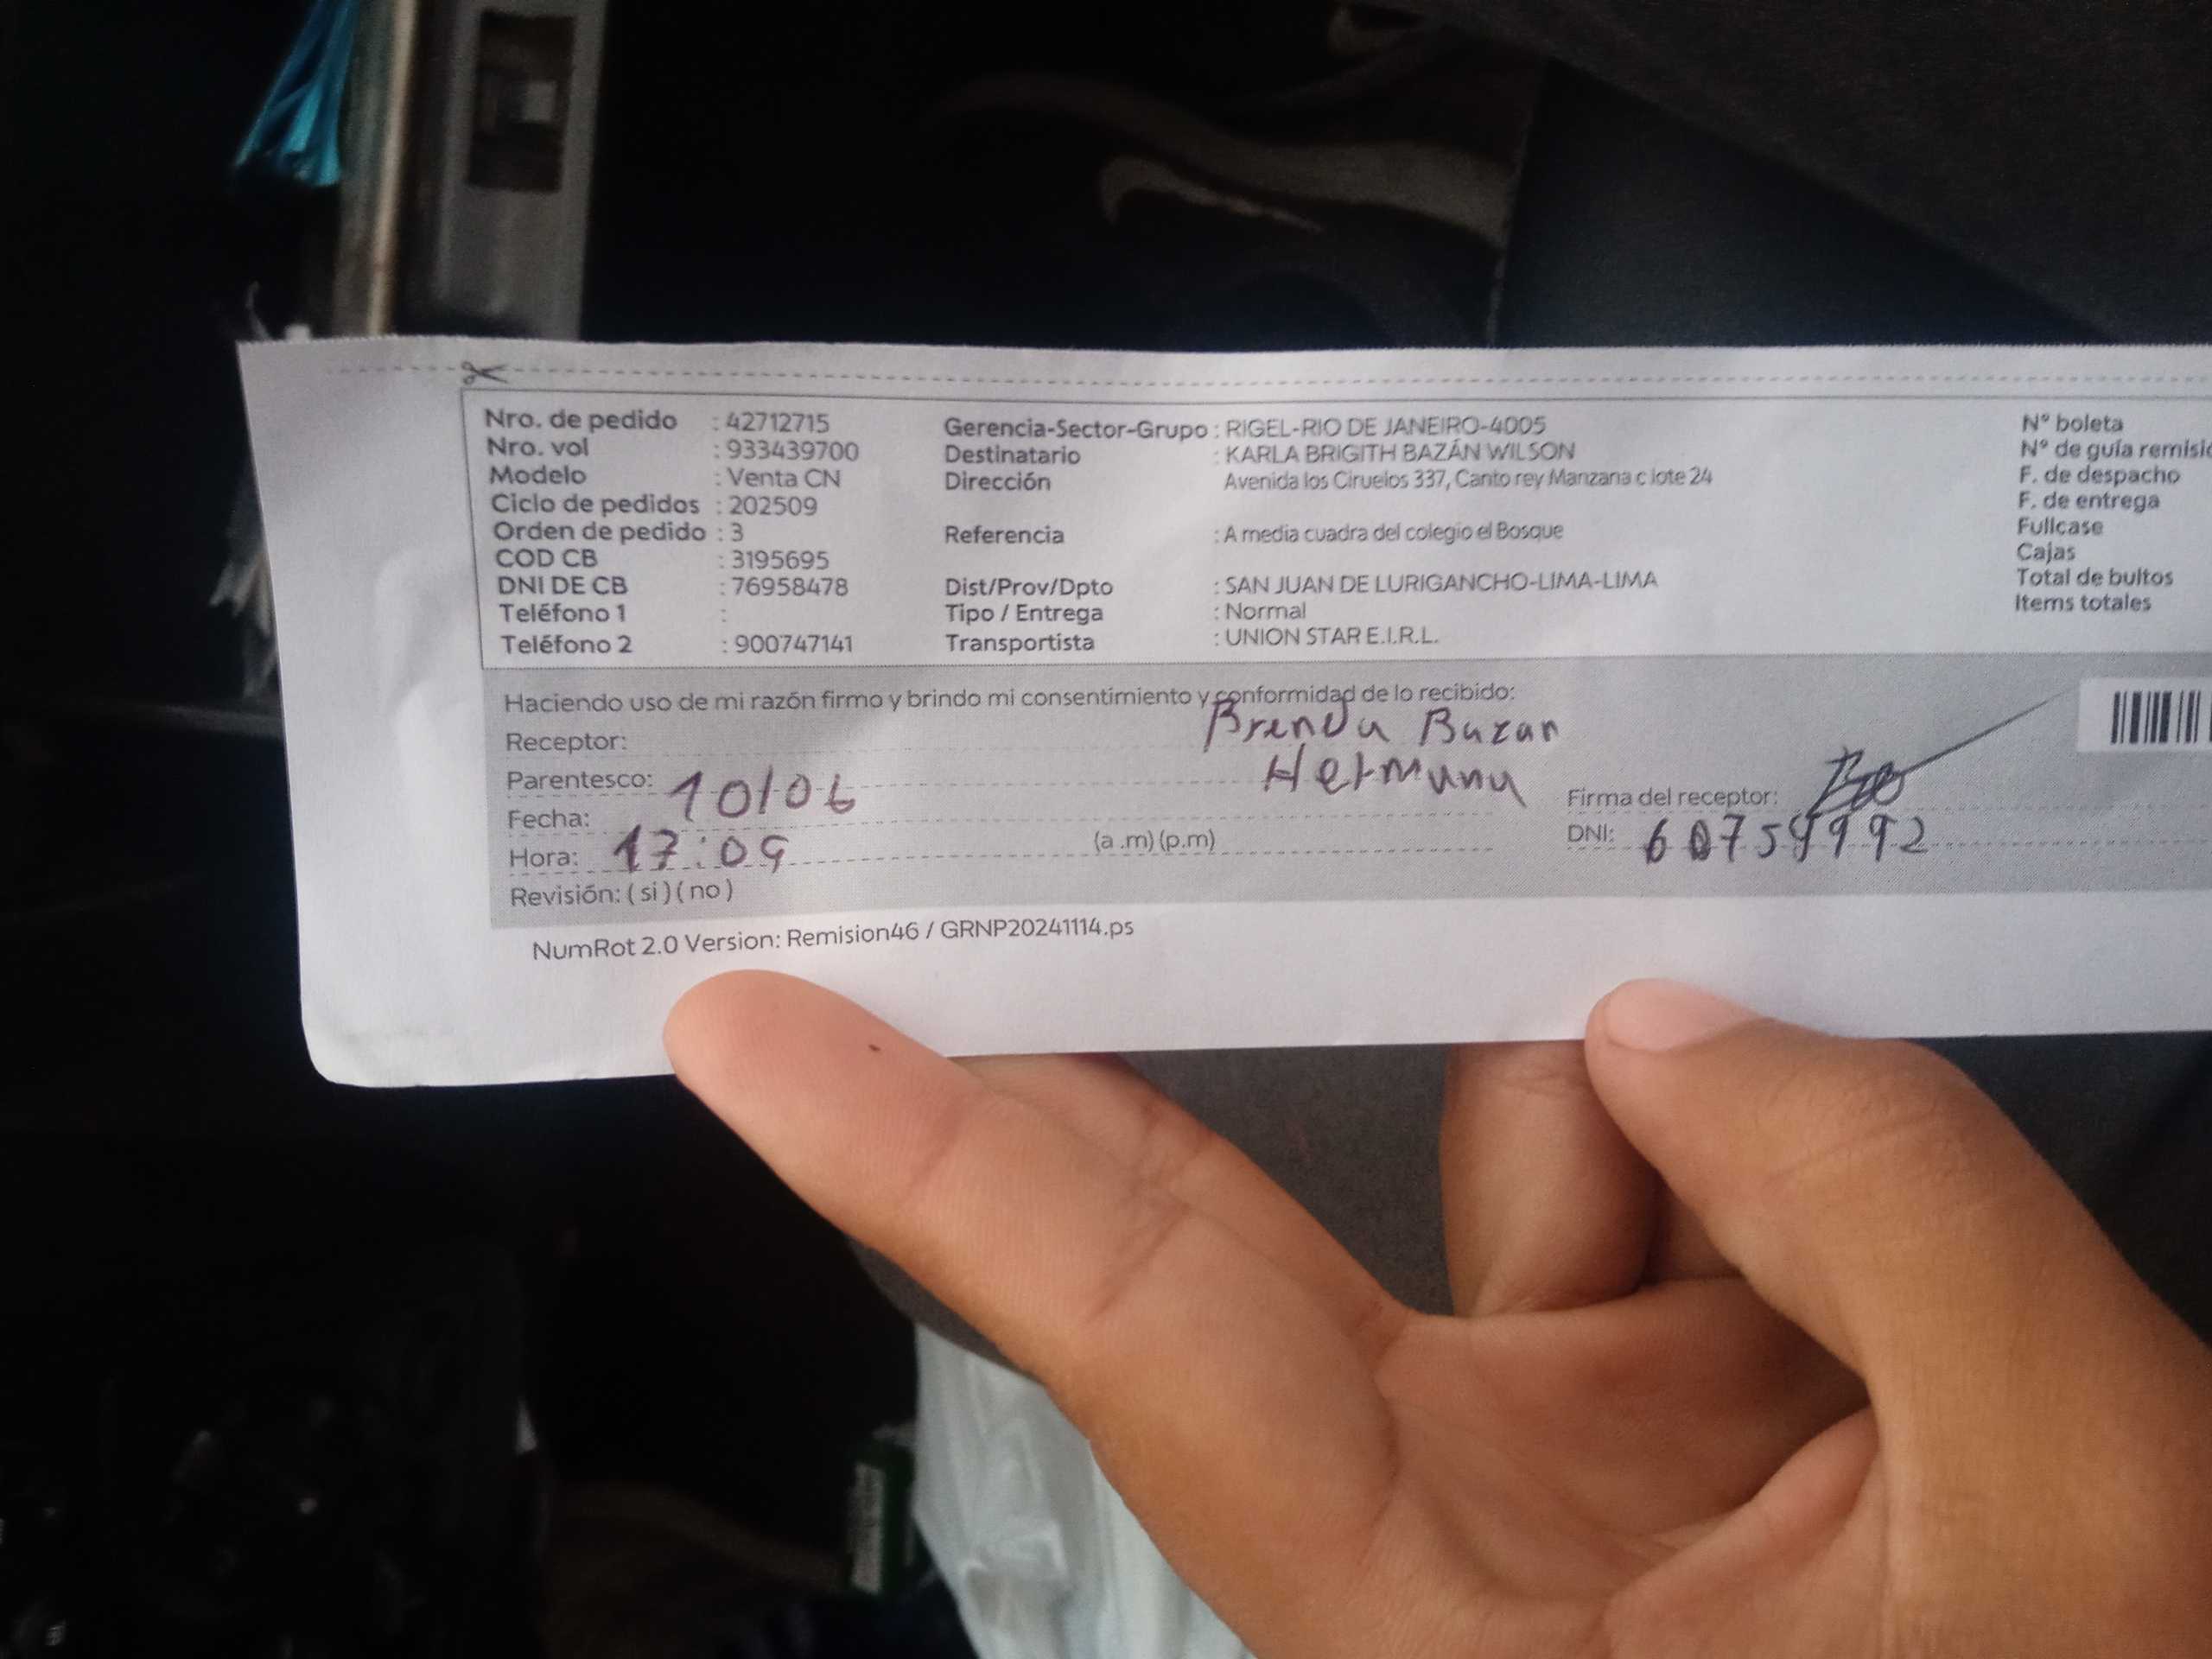 Nro. de pedido : 42712715
Nro. vol : 933439700
Modelo : Venta CN
Ciclo de pedidos : 202509
Orden de pedido : 3
COD CB : 3195695
DNI DE CB : 76958478
Teléfono 1 :
Teléfono 2 : 900747141
Gerencia-Sector-Grupo : RIGEL-RIO DE JANEIRO-4005
Destinatario : KARLA BRIGITH BAZÁN WILSON
Dirección Avenida los Ciruelos 337, Canto rey Manzana c lote 24
Referencia : A media cuadra del colegio el Bosque
Dist/Prov/Dpto : SAN JUAN DE LURIGANCHO-LIMA-LIMA
Tipo / Entrega : Normal
Transportista : UNION STAR E.I.R.L.
N° boleta
N° de guía remisió
F. de despacho
F. de entrega
Fullcase
Cajas
Total de bultos
Items totales
Haciendo uso de mi razón firmo y brindo mi consentimiento y conformidad de lo recibido:
Receptor: Brenda Bazan
Parentesco: Hermana
Fecha: 10/06
Hora: 17:09 (a .m) (p.m)
Revisión: ( si ) ( no )
Firma del receptor:
DNI:
NumRot 2.0 Version: Remision46 / GRNP20241114.ps